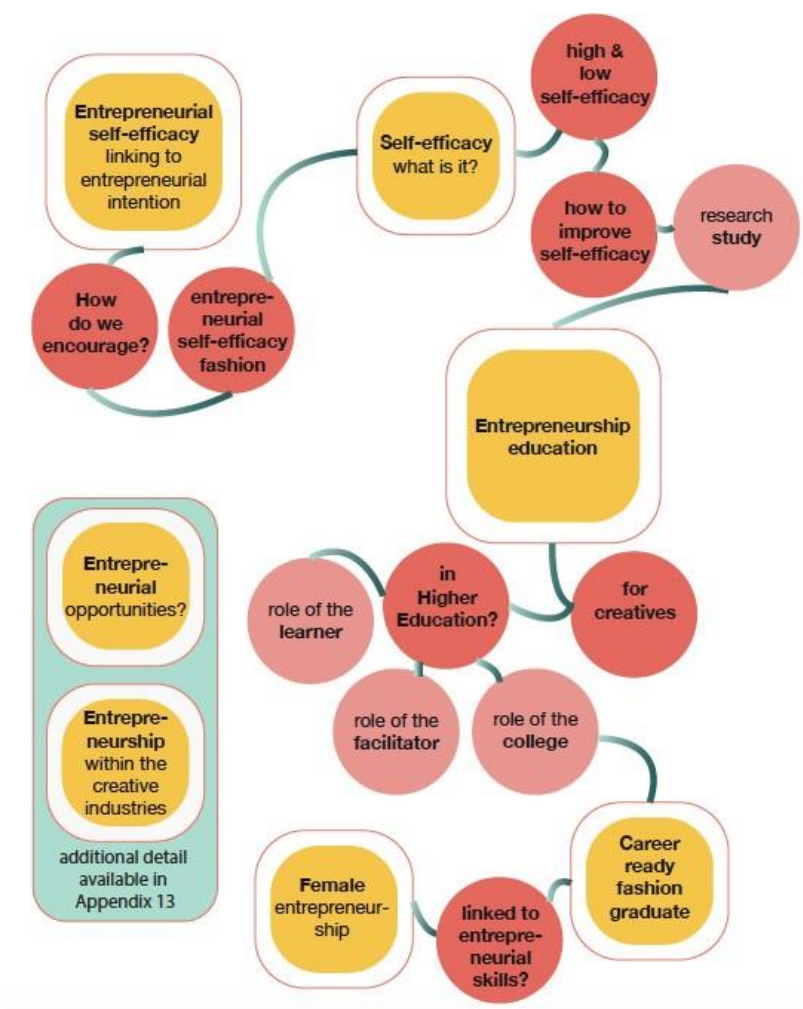 Entrepreneurial
self-efficacy
linking to
entrepreneurial
intention
How
do we
encourage?
entrepre-
neurial
self-efficacy
fashion
Self-efficacy
what is it?
high &
low
self-efficacy
how to
improve
self-efficacy
research
study
Entrepreneurship
education
for
creatives
in
Higher
Education?
role of the
learner
role of the
facilitator
role of the
college
Career
ready
fashion
graduate
linked to
entrepre-
neurial
skills?
Female
entrepreneur-
ship
Entrepre-
neurial
opportunities?
Entrepre-
neurship
within the
creative
industries
additional detail
available in
Appendix 13